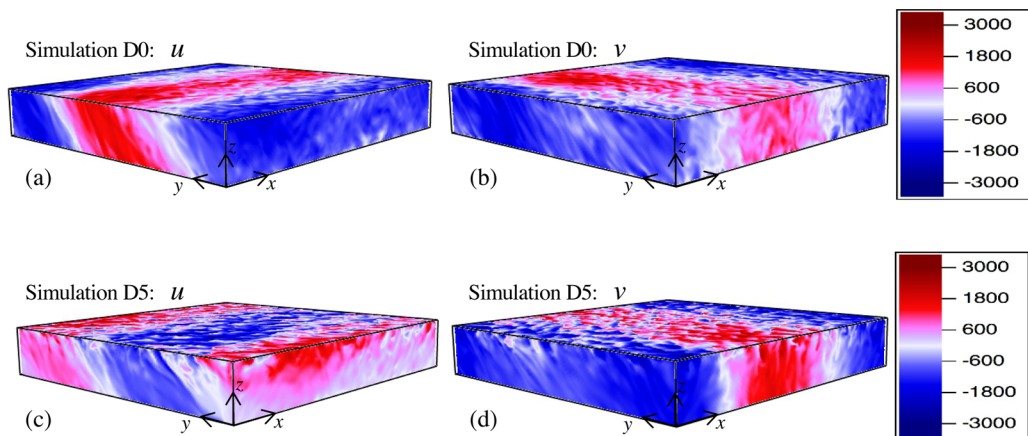 Simulation D0: u
Simulation D0: v
3000
1800
600
-600
-1800
-3000
(a)
z
y
x
(b)
z
y
x
Simulation D5: u
Simulation D5: v
3000
1800
600
-600
-1800
-3000
(c)
z
y
x
(d)
z
y
x